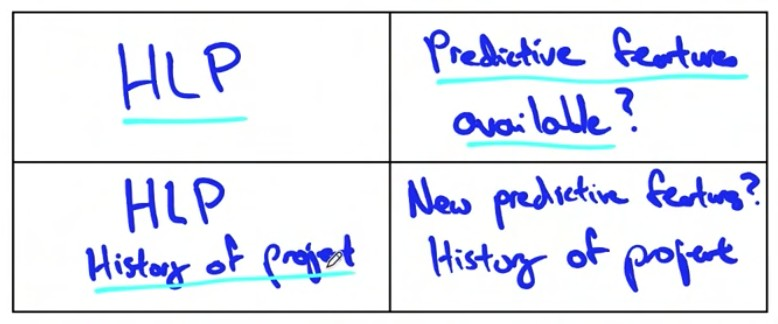 HLP
Predictive features
available?
HLP
History of project
New predictive features?
History of project